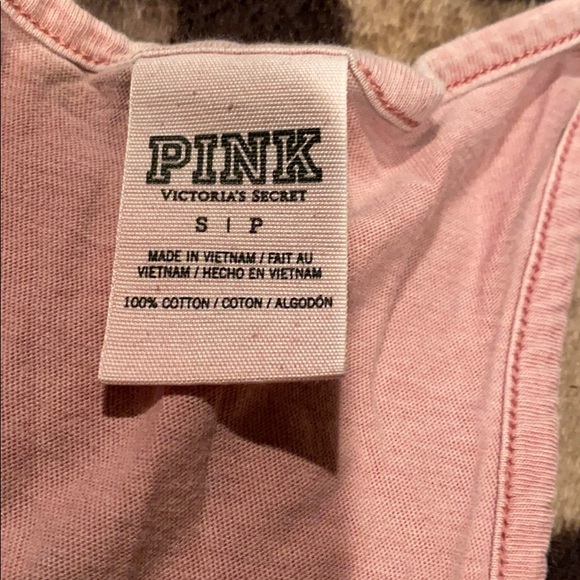 PINK
VICTORIA'S SECRET
S | P
MADE IN VIETNAM / FAIT AU
VIETNAM / HECHO EN VIETNAM
100% COTTON / COTON / ALGODÓN